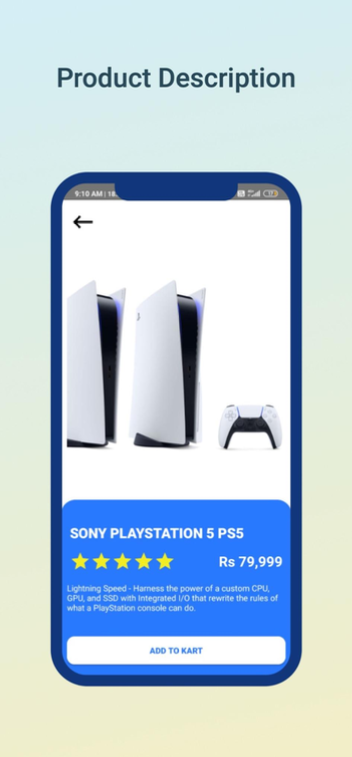 Product Description
9:10 AM | 18
SONY PLAYSTATION 5 PS5
Rs 79,999
Lightning Speed - Harness the power of a custom CPU,
GPU, and SSD with Integrated I/O that rewrite the rules of
what a PlayStation console can do.
ADD TO KART